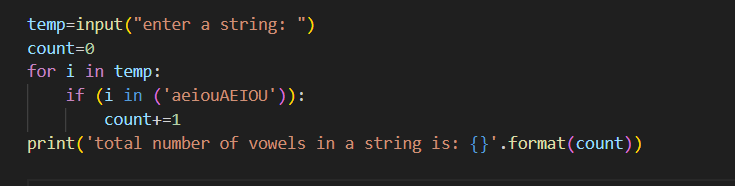 temp=input("enter a string: ")
count=0
for i in temp:
    if (i in ('aeiouAEIOU')):
        count+=1
print('total number of vowels in a string is: {}'.format(count))